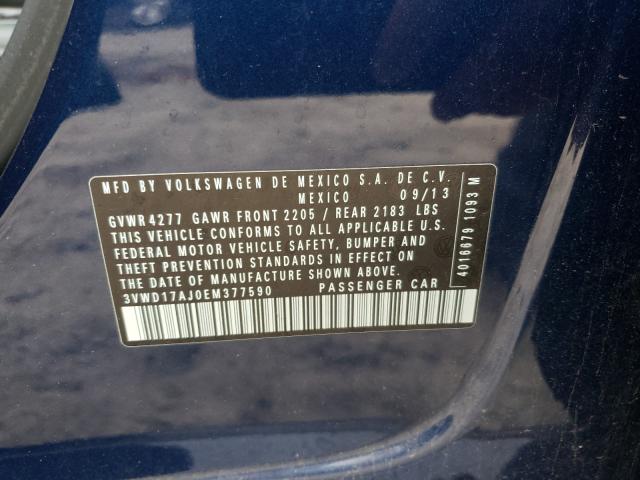 MFD BY VOLKSWAGEN DE MEXICO S.A. DE C.V.
MEXICO 09/13
GVWR 4277 GAWR FRONT 2205 / REAR 2183 LBS
THIS VEHICLE CONFORMS TO ALL APPLICABLE U.S.
FEDERAL MOTOR VEHICLE SAFETY, BUMPER AND
THEFT PREVENTION STANDARDS IN EFFECT ON
THE DATE OF MANUFACTURE SHOWN ABOVE.
3VWD17AJ0EM377590 PASSENGER CAR
4016679 1093 M